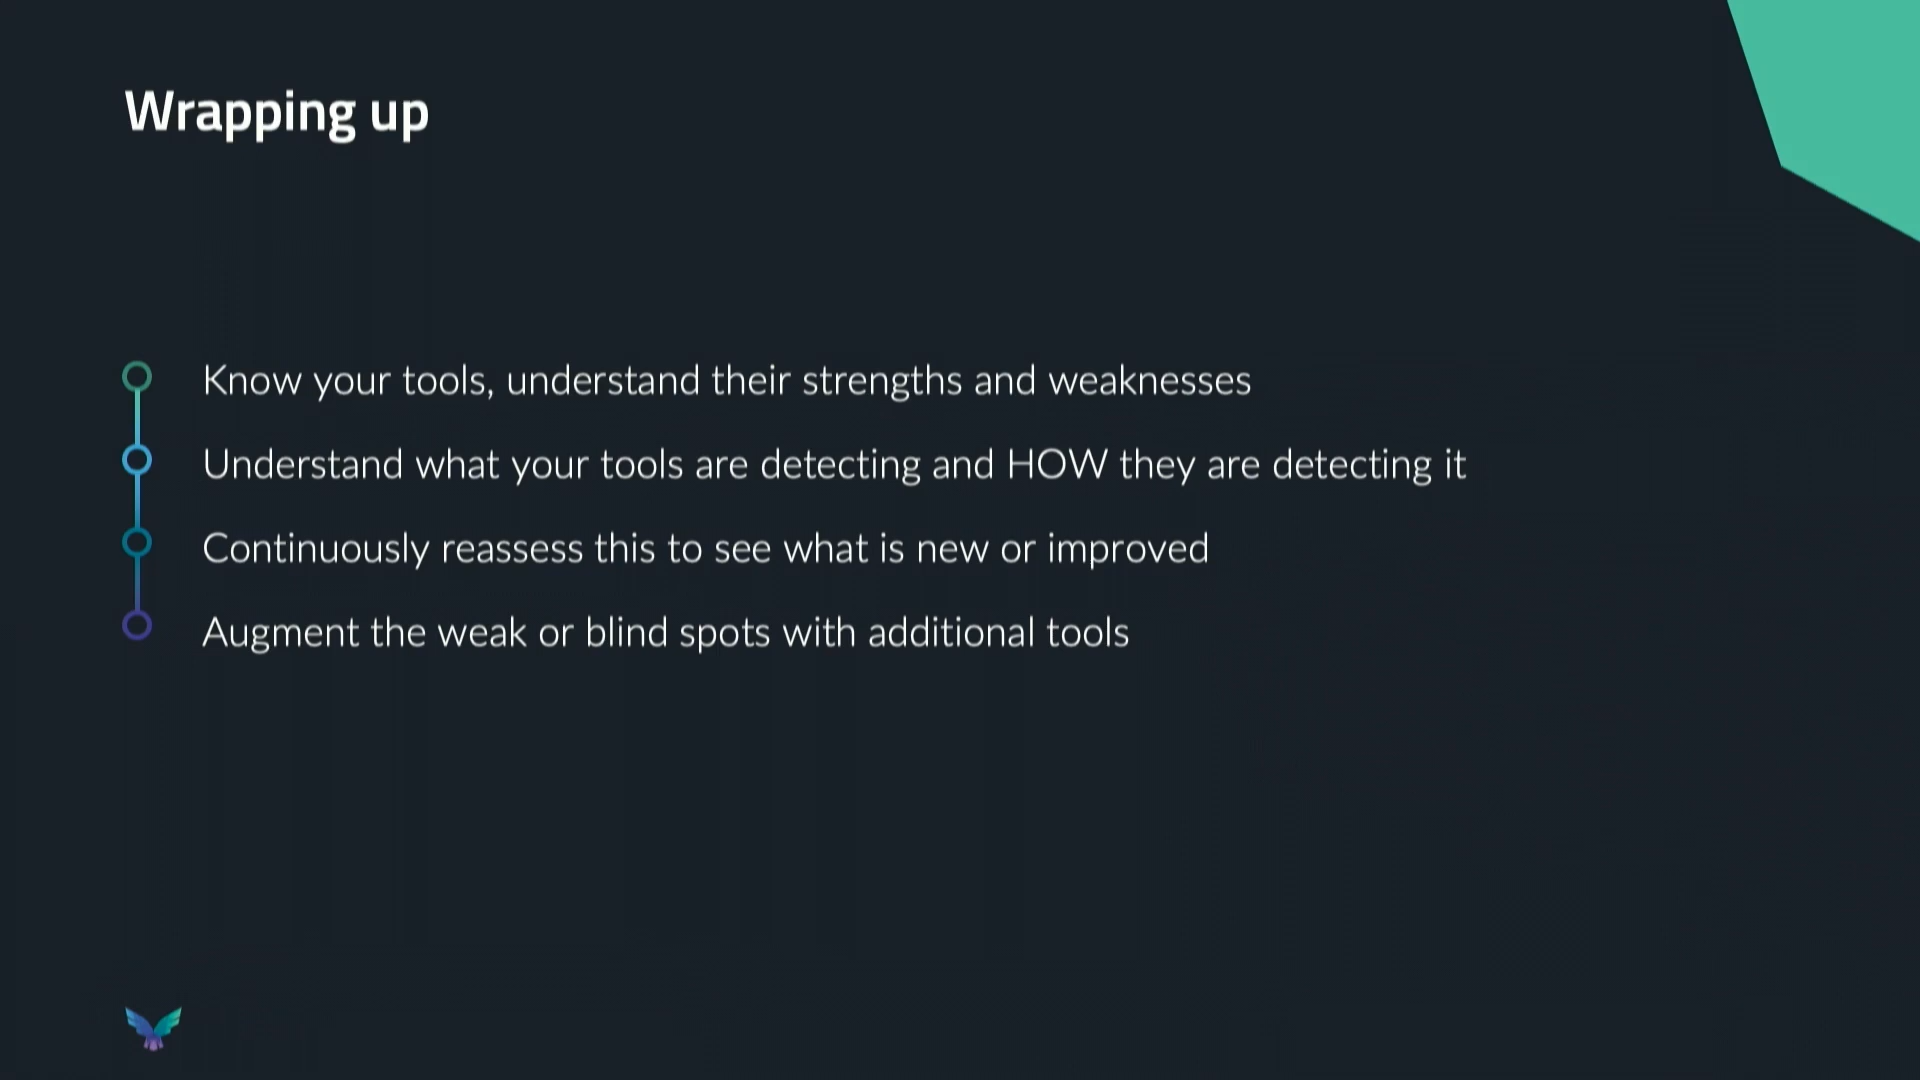 Wrapping up
Know your tools, understand their strengths and weaknesses
Understand what your tools are detecting and HOW they are detecting it
Continuously reassess this to see what is new or improved
Augment the weak or blind spots with additional tools